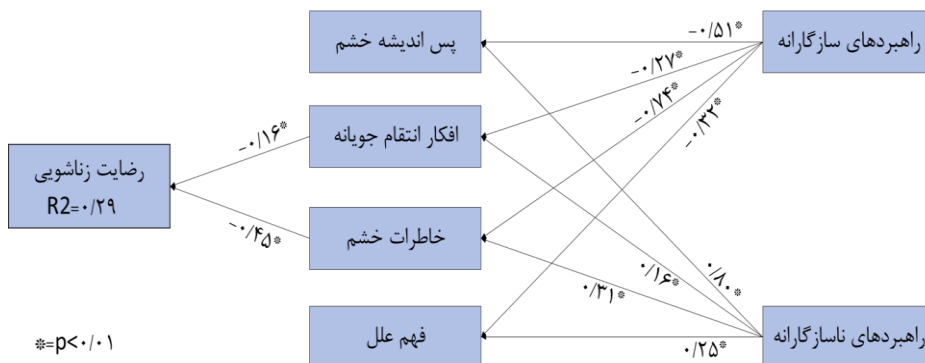 راهبردهای سازگارانه
-۰/۵۱*
پس اندیشه خشم
-۰/۲۷*
-۰/۷۴*
-۰/۳۲*
افکار انتقام جویانه
-۰/۱۶*
رضایت زناشویی
R2=۰/۲۹
خاطرات خشم
-۰/۴۵*
۰/۸۰*
۰/۱۶*
۰/۳۱*
راهبردهای ناسازگارانه
فهم علل
۰/۲۵*
*=p<۰/۰۱